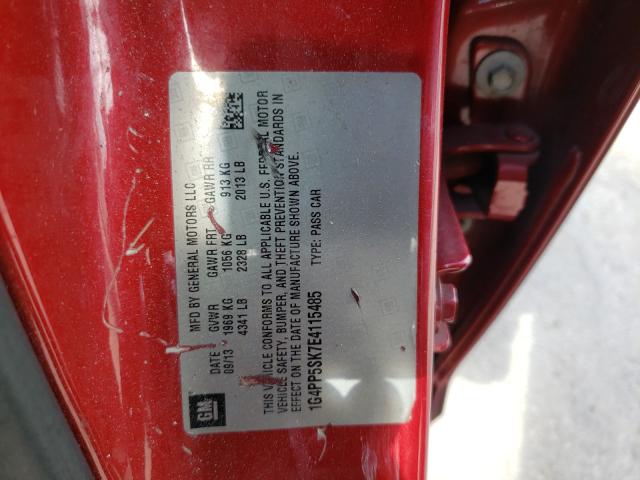 MFD BY GENERAL MOTORS LLC
DATE GVWR GAWR FRT GAWR RR
09/13 1969 KG 1056 KG 913 KG
4341 LB 2328 LB 2013 LB
THIS VEHICLE CONFORMS TO ALL APPLICABLE U.S. FEDERAL MOTOR
VEHICLE SAFETY, BUMPER, AND THEFT PREVENTION STANDARDS IN
EFFECT ON THE DATE OF MANUFACTURE SHOWN ABOVE.
1G4PP5SK7E4115485 TYPE: PASS CAR
GM